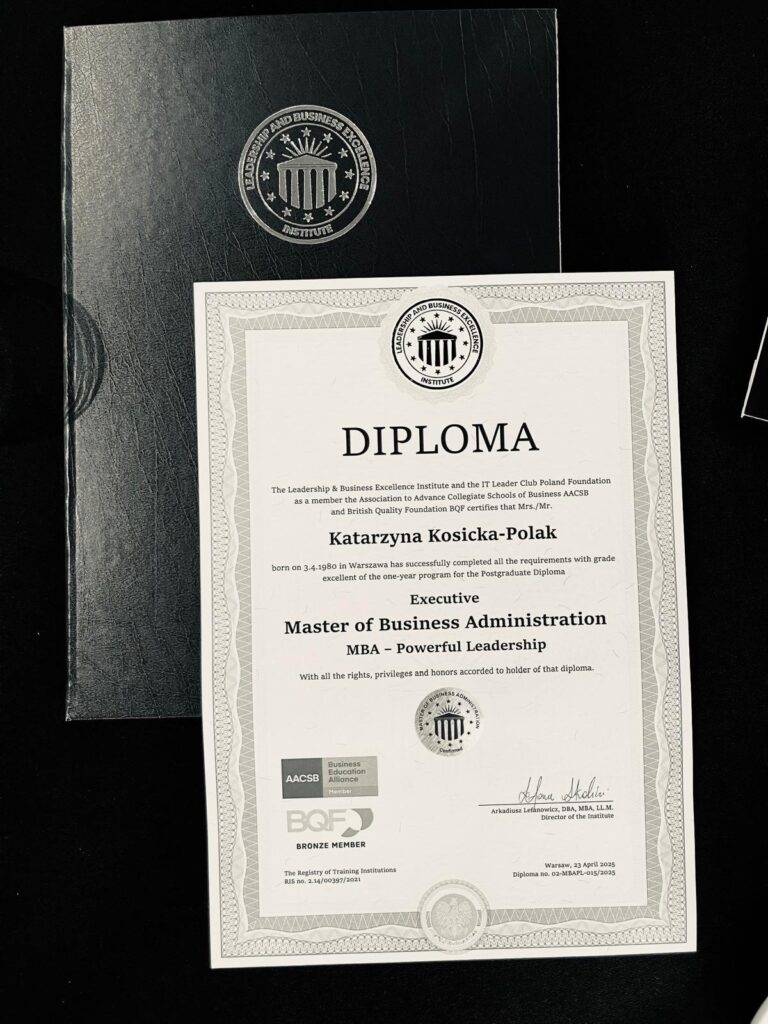 LEADERSHIP AND BUSINESS EXCELLENCE
INSTITUTE
LEADERSHIP AND BUSINESS EXCELLENCE
INSTITUTE
DIPLOMA
The Leadership & Business Excellence Institute and the IT Leader Club Poland Foundation
as a member the Association to Advance Collegiate Schools of Business AACSB
and British Quality Foundation BQF certifies that Mrs./Mr.
Katarzyna Kosicka-Polak
born on 3.4.1980 in Warszawa has successfully completed all the requirements with grade
excellent of the one-year program for the Postgraduate Diploma
Executive
Master of Business Administration
MBA – Powerful Leadership
With all the rights, privileges and honors accorded to holder of that diploma.
MASTER OF BUSINESS ADMINISTRATION
Confirmed
AACSB
Business
Education
Alliance
Member
BQF
BRONZE MEMBER
Arkadiusz Lefanowicz, DBA, MBA, LL.M.
Director of the Institute
The Registry of Training Institutions
RIS no. 2.14/00397/2021
Warsaw, 23 April 2025
Diploma no. 02-MBAPL-015/2025